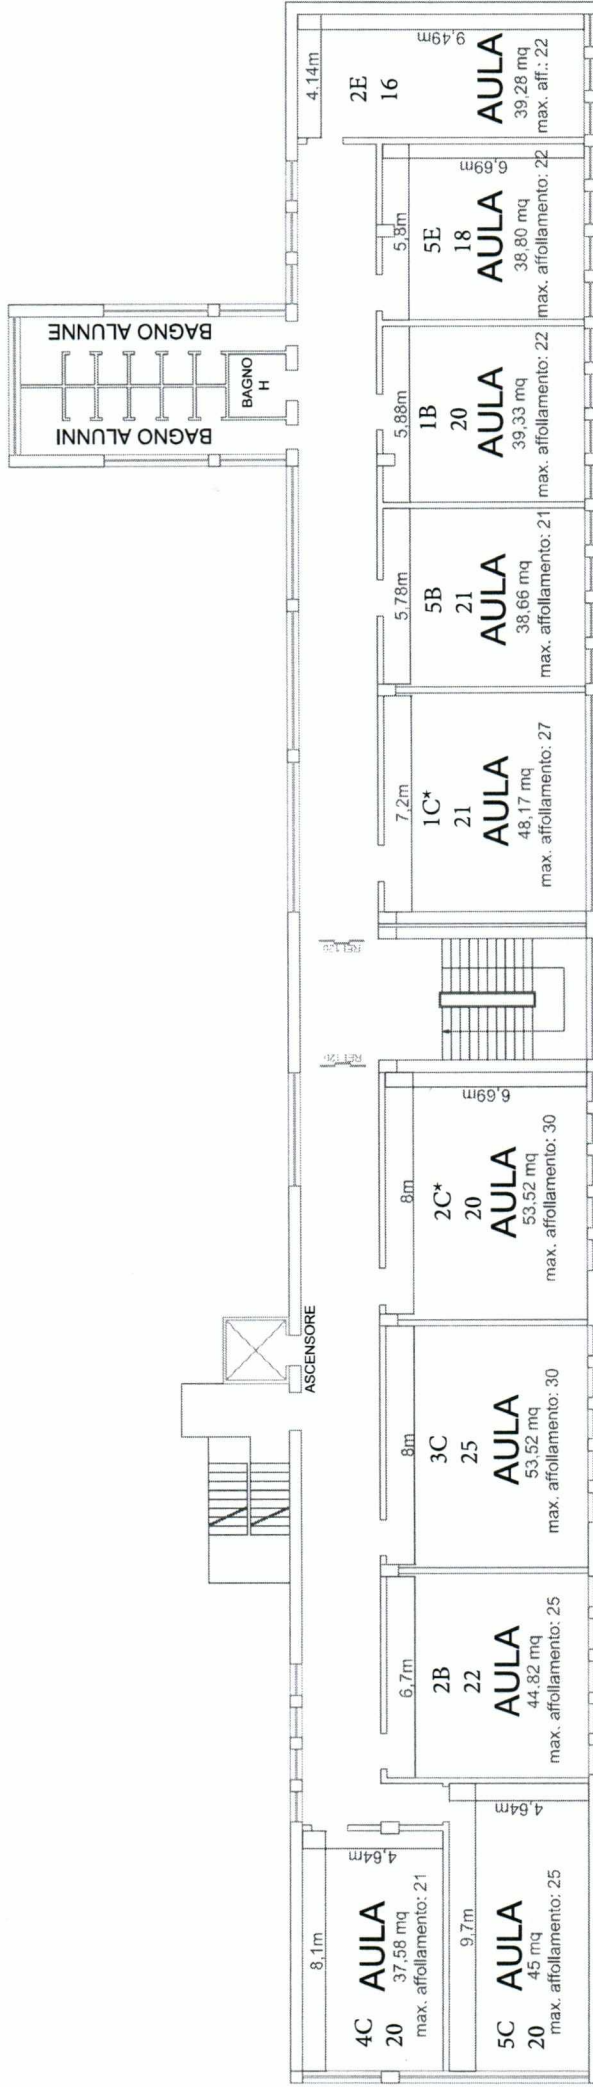 BAGNO ALUNNI
BAGNO ALUNNE
BAGNO
H
ASCENSORE
REI 120
REI 120
8,1m
4,64m
4C
20
AULA
37,58 mq
max. affollamento: 21
9,7m
4,64m
5C
20
AULA
45 mq
max. affollamento: 25
6,7m
2B
22
AULA
44,82 mq
max. affollamento: 25
8m
3C
25
AULA
53,52 mq
max. affollamento: 30
8m
6,69m
2C*
20
AULA
53,52 mq
max. affollamento: 30
7,2m
1C*
21
AULA
48,17 mq
max. affollamento: 27
5,78m
5B
21
AULA
38,66 mq
max. affollamento: 21
5,88m
1B
20
AULA
39,33 mq
max. affollamento: 22
5,8m
6,69m
5E
18
AULA
38,80 mq
max. affollamento: 22
4,14m
9,49m
2E
16
AULA
39,28 mq
max. aff.: 22